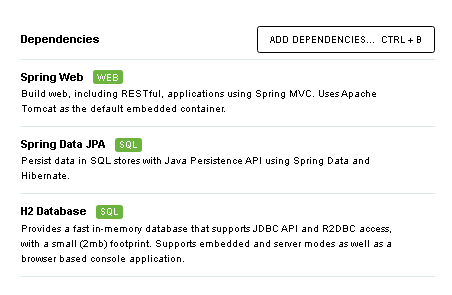 Dependencies
ADD DEPENDENCIES... CTRL + B
Spring Web WEB
Build web, including RESTful, applications using Spring MVC. Uses Apache
Tomcat as the default embedded container.
Spring Data JPA SQL
Persist data in SQL stores with Java Persistence API using Spring Data and
Hibernate.
H2 Database SQL
Provides a fast in-memory database that supports JDBC API and R2DBC access,
with a small (2mb) footprint. Supports embedded and server modes as well as a
browser based console application.